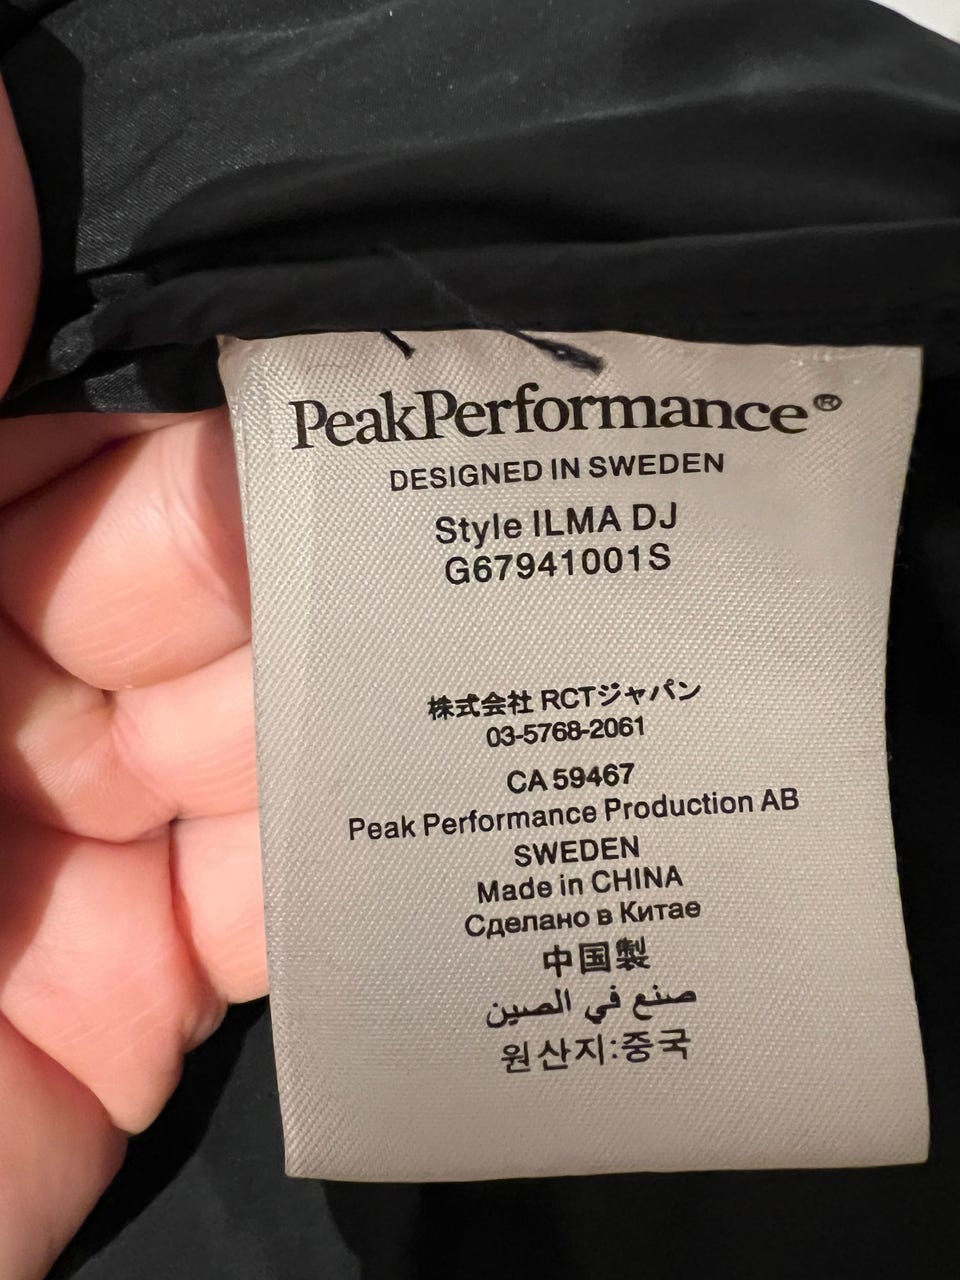 PeakPerformance®
DESIGNED IN SWEDEN
Style ILMA DJ
G67941001S
株式会社 RCTジャパン
03-5768-2061
CA 59467
Peak Performance Production AB
SWEDEN
Made in CHINA
Сделано в Китае
中国製
صنع في الصين
원산지:중국